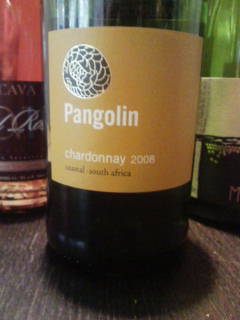 CAVA
Pangolin
chardonnay 2008
coastal · south africa